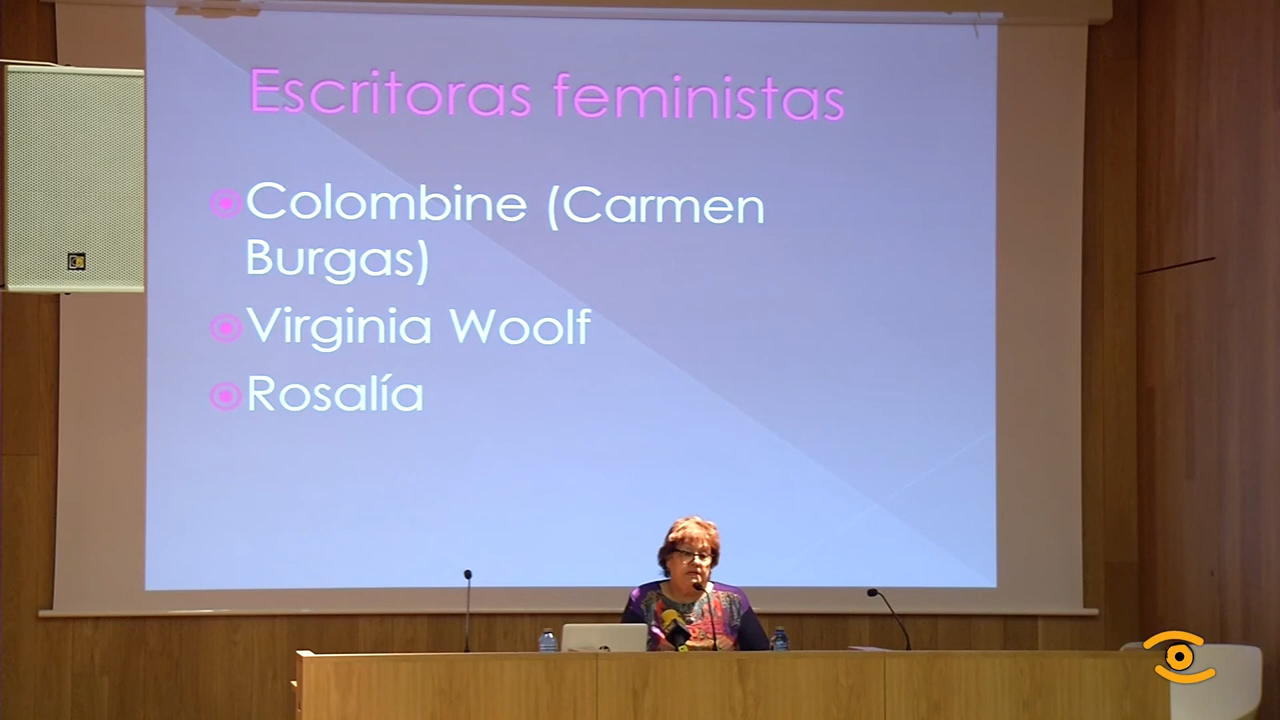 Escritoras feministas
Colombine (Carmen
Burgas)
Virginia Woolf
Rosalía